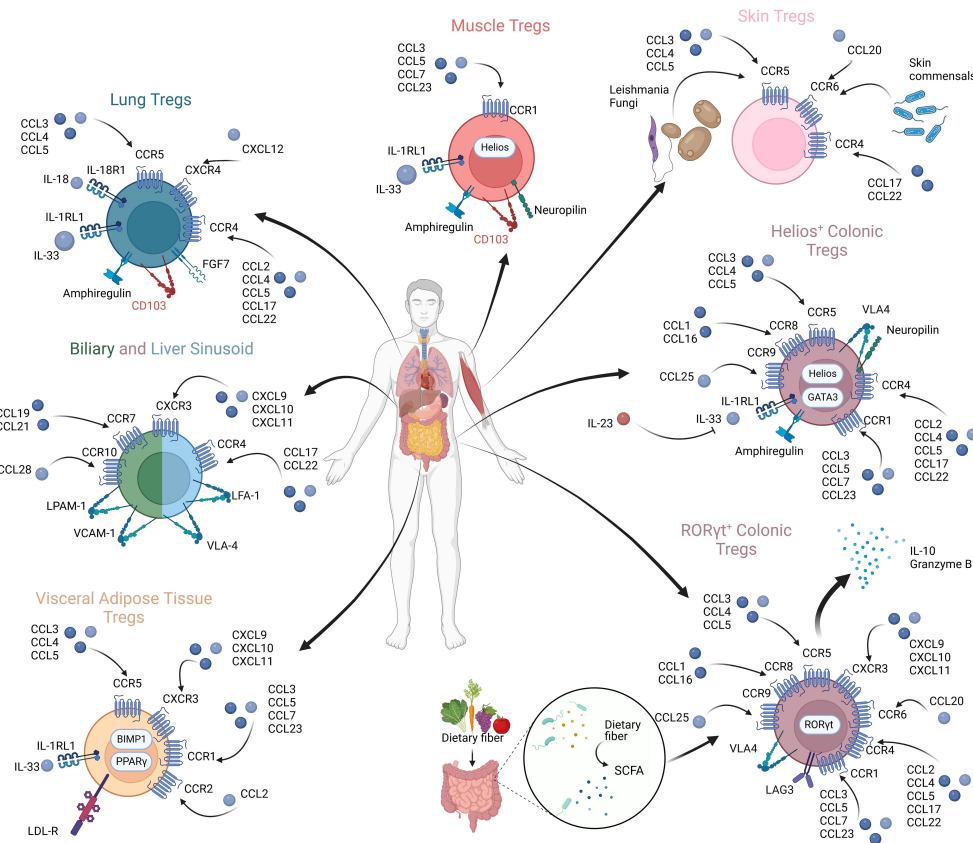 Muscle Tregs
CCL3
CCL5
CCL7
CCL23
CCR1
Helios
IL-1RL1
IL-33
Neuropilin
Amphiregulin
CD103
Skin Tregs
CCL3
CCL4
CCL5
CCL20
CCR5
CCR6
Skin
commensals
Leishmania
Fungi
CCR4
CCL17
CCL22
Lung Tregs
CCL3
CCL4
CCL5
CXCL12
CCR5
CXCR4
IL-18R1
IL-18
IL-1RL1
CCR4
IL-33
FGF7
Amphiregulin
CD103
CCL2
CCL4
CCL5
CCL17
CCL22
Helios⁺ Colonic
Tregs
CCL3
CCL4
CCL5
CCR5
VLA4
Neuropilin
CCL1
CCL16
CCR8
CCR9
CCL25
Helios
GATA3
CCR4
IL-1RL1
IL-33
IL-23
CCR1
Amphiregulin
CCL3
CCL5
CCL7
CCL23
CCL2
CCL4
CCL5
CCL17
CCL22
Biliary and Liver Sinusoid
CXCR3
CXCL9
CXCL10
CXCL11
CCL19
CCL21
CCR7
CCR10
CCR4
CCL17
CCL22
CCL28
LPAM-1
LFA-1
VCAM-1
VLA-4
RORγt⁺ Colonic
Tregs
IL-10
Granzyme B
CCL3
CCL4
CCL5
CCR5
CXCR3
CXCL9
CXCL10
CXCL11
CCL1
CCL16
CCR8
CCR9
CCL25
CCR6
CCL20
RORγt
VLA4
CCR4
LAG3
CCR1
CCL3
CCL5
CCL7
CCL23
CCL2
CCL4
CCL5
CCL17
CCL22
Visceral Adipose Tissue
Tregs
CCL3
CCL4
CCL5
CXCL9
CXCL10
CXCL11
CCR5
CXCR3
CCL3
CCL5
CCL7
CCL23
BIMP1
PPARγ
IL-1RL1
IL-33
CCR1
CCR2
CCL2
LDL-R
Dietary fiber
Dietary
fiber
SCFA